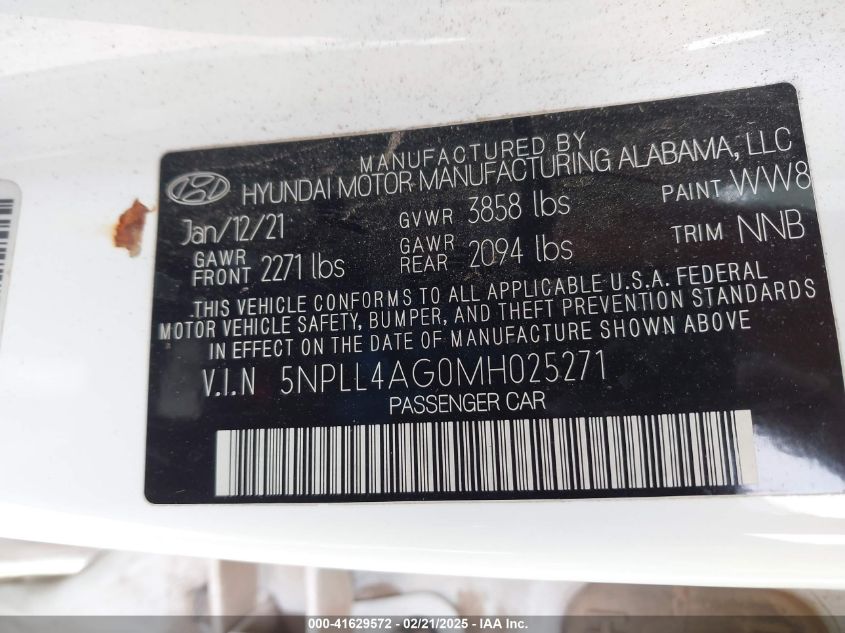 MANUFACTURED BY
HYUNDAI MOTOR MANUFACTURING ALABAMA, LLC
Jan/12/21 GVWR 3858 lbs PAINT WW8
GAWR FRONT 2271 lbs GAWR REAR 2094 lbs TRIM NNB
THIS VEHICLE CONFORMS TO ALL APPLICABLE U.S.A. FEDERAL
MOTOR VEHICLE SAFETY, BUMPER, AND THEFT PREVENTION STANDARDS
IN EFFECT ON THE DATE OF MANUFACTURE SHOWN ABOVE
V.I.N 5NPLL4AG0MH025271
PASSENGER CAR
000-41629572 - 02/21/2025 - IAA Inc.